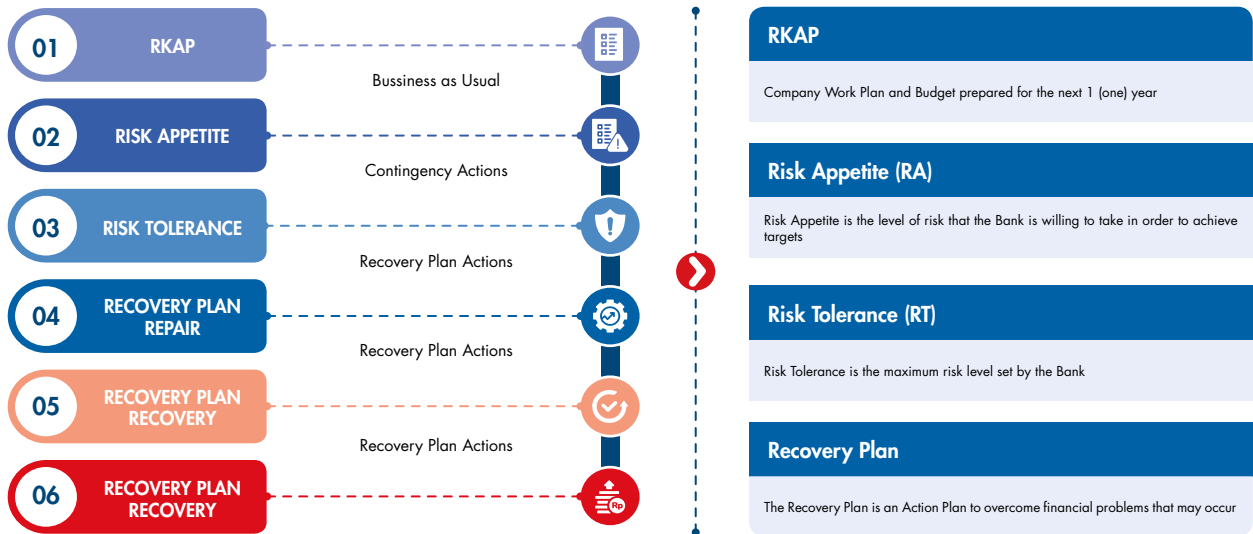 01
RKAP
Bussiness as Usual
02
RISK APPETITE
Contingency Actions
03
RISK TOLERANCE
Recovery Plan Actions
04
RECOVERY PLAN
REPAIR
Recovery Plan Actions
05
RECOVERY PLAN
RECOVERY
Recovery Plan Actions
06
RECOVERY PLAN
RECOVERY
Rp
RKAP
Company Work Plan and Budget prepared for the next 1 (one) year
Risk Appetite (RA)
Risk Appetite is the level of risk that the Bank is willing to take in order to achieve
targets
Risk Tolerance (RT)
Risk Tolerance is the maximum risk level set by the Bank
Recovery Plan
The Recovery Plan is an Action Plan to overcome financial problems that may occur